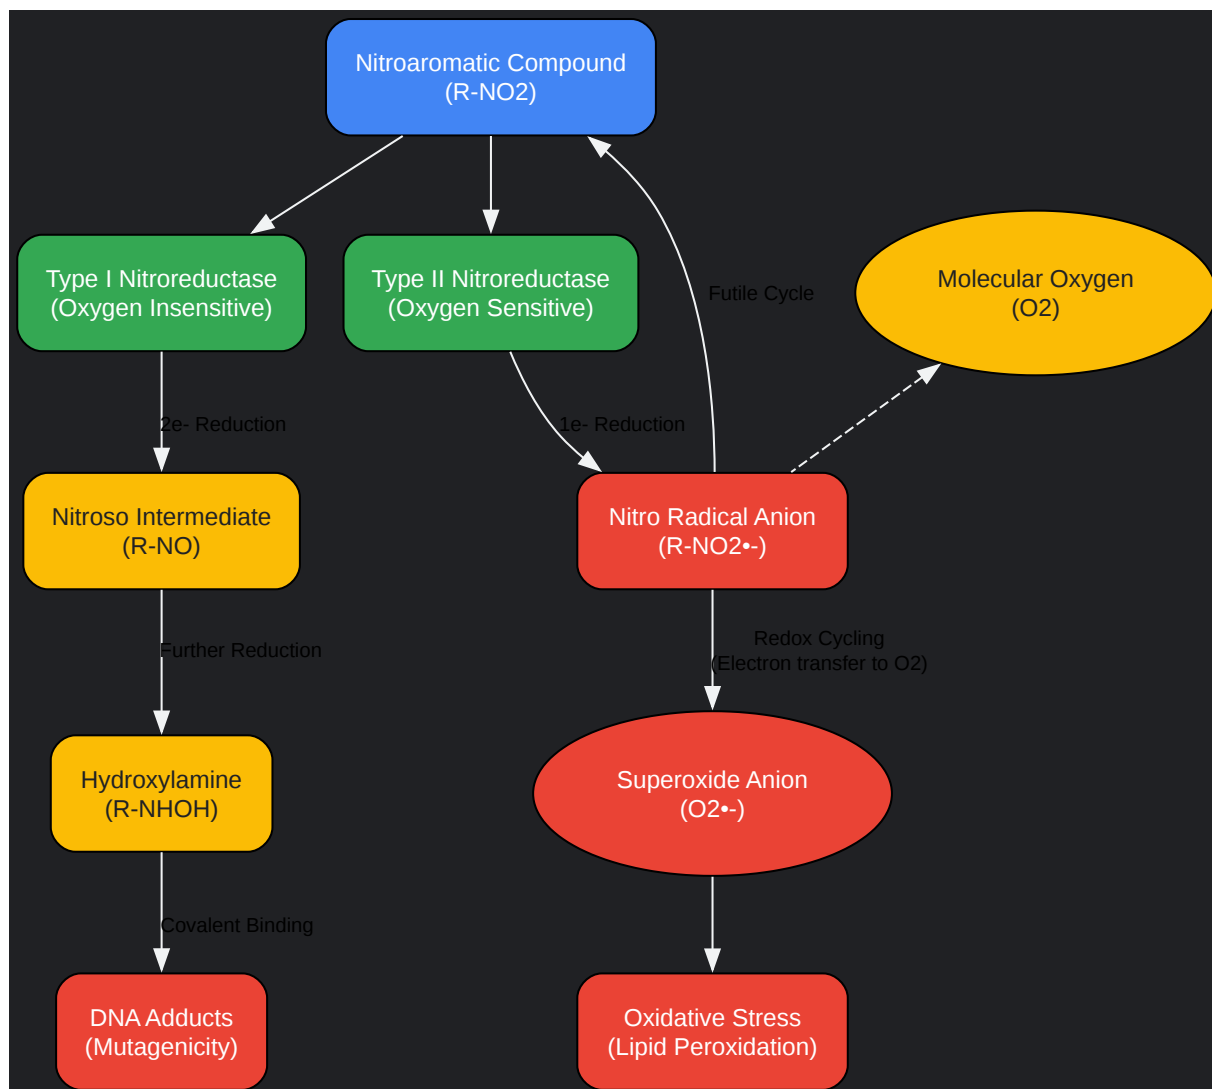 Nitroaromatic Compound
(R-NO2)
Type I Nitroreductase
(Oxygen Insensitive)
Type II Nitroreductase
(Oxygen Sensitive)
Futile Cycle
Molecular Oxygen
(O2)
2e- Reduction
1e- Reduction
Nitroso Intermediate
(R-NO)
Nitro Radical Anion
(R-NO2•-)
Further Reduction
Redox Cycling
(Electron transfer to O2)
Hydroxylamine
(R-NHOH)
Superoxide Anion
(O2•-)
Covalent Binding
DNA Adducts
(Mutagenicity)
Oxidative Stress
(Lipid Peroxidation)